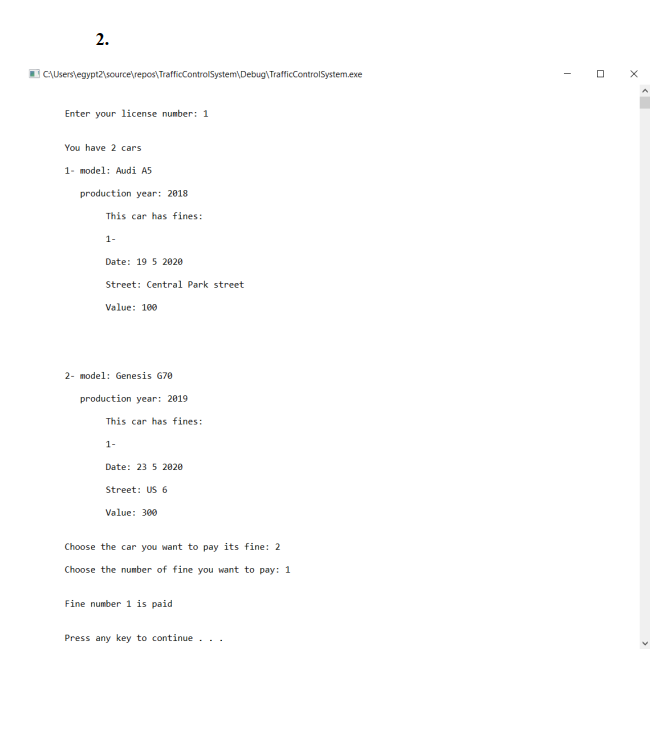 2.
C:\Users\egypt2\source\repos\TrafficControlSystem\Debug\TrafficControlSystem.exe
Enter your license number: 1
You have 2 cars
1- model: Audi A5
production year: 2018
This car has fines:
1-
Date: 19 5 2020
Street: Central Park street
Value: 100
2- model: Genesis G70
production year: 2019
This car has fines:
1-
Date: 23 5 2020
Street: US 6
Value: 300
Choose the car you want to pay its fine: 2
Choose the number of fine you want to pay: 1
Fine number 1 is paid
Press any key to continue . . .